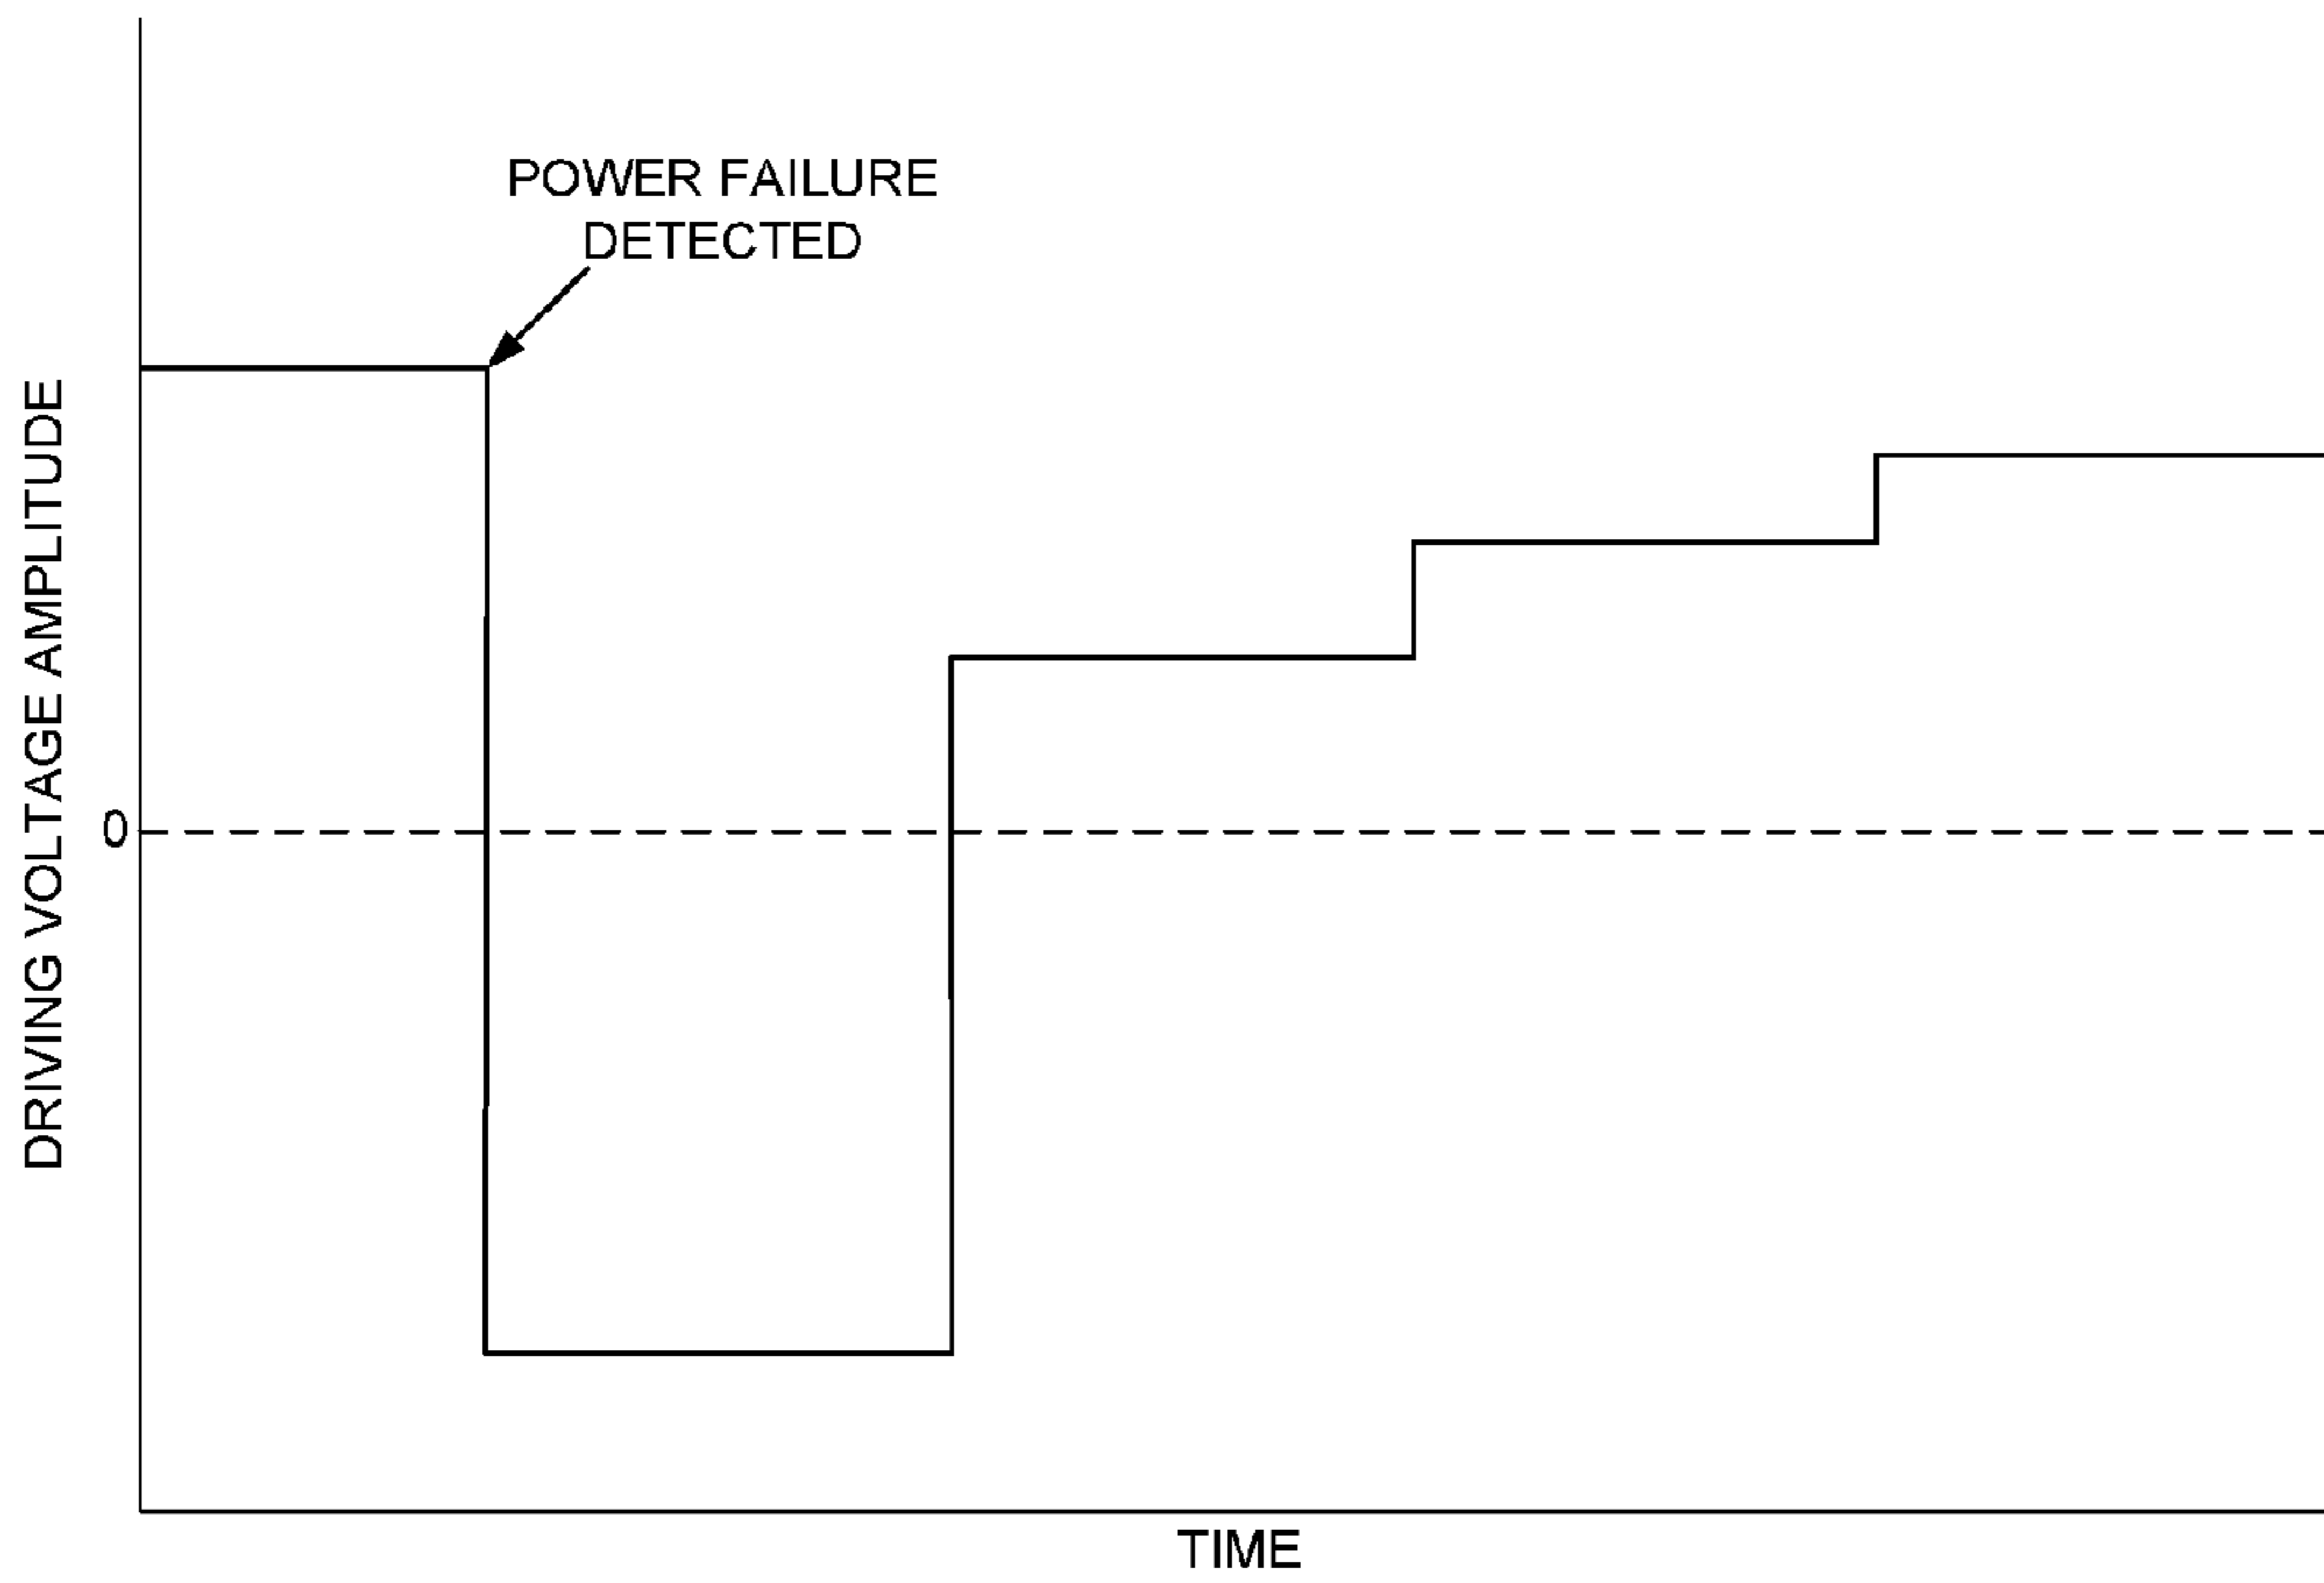 POWER FAILURE
DETECTED
DRIVING VOLTAGE AMPLITUDE
0
TIME